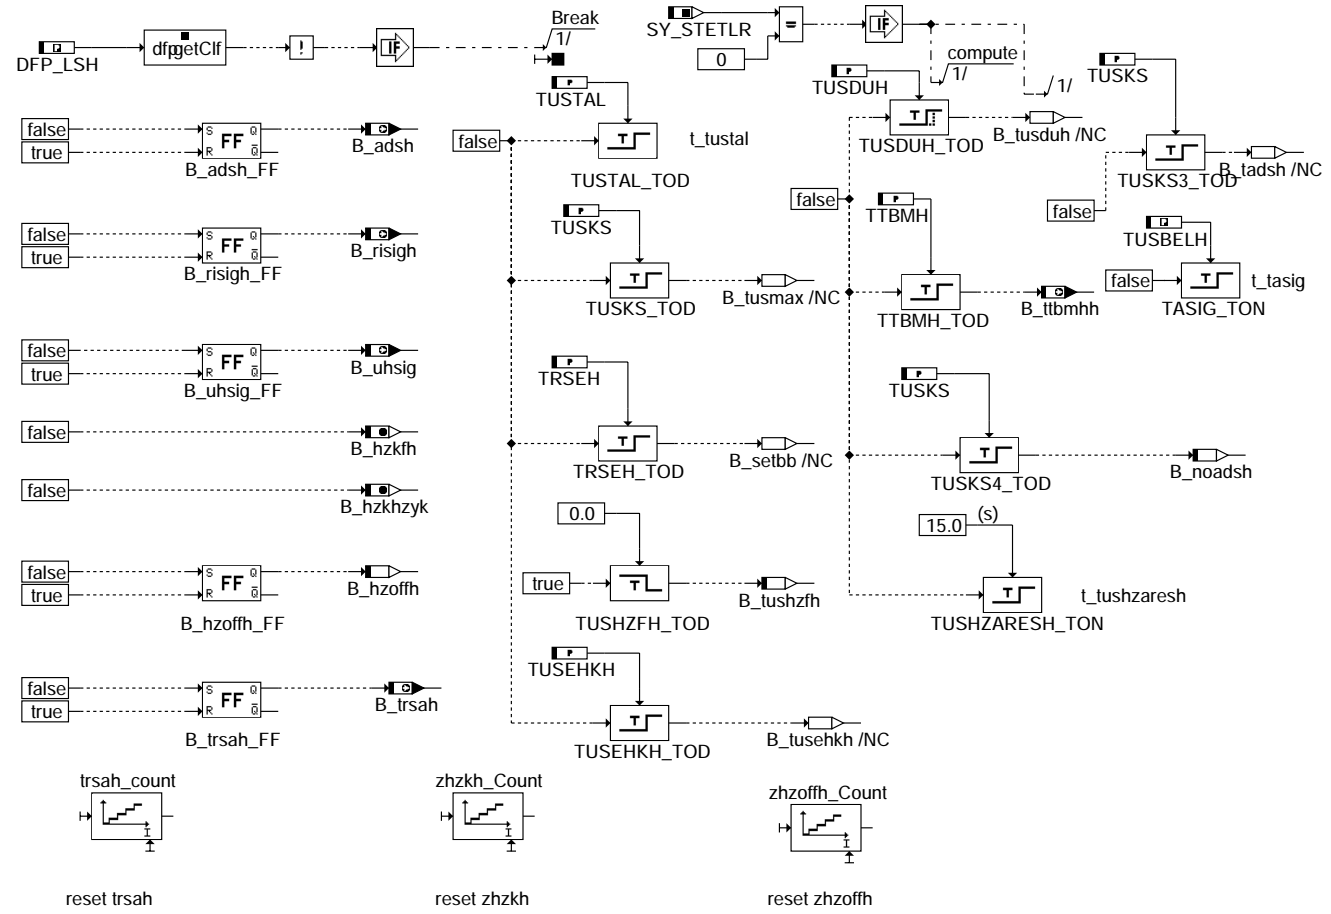 DFP_LSH
dfpgetClf
!
IF
Break
1/
SY_STETLR
0
=
IF
compute
1/
1/
false
true
S
R
FF
Q
Q
B_adsh_FF
B_adsh
false
true
S
R
FF
Q
Q
B_risigh_FF
B_risigh
false
true
S
R
FF
Q
Q
B_uhsig_FF
B_uhsig
false
B_hzkfh
false
B_hzkhzyk
false
true
S
R
FF
Q
Q
B_hzoffh_FF
B_hzoffh
false
true
S
R
FF
Q
Q
B_trsah_FF
B_trsah
P
TUSTAL
false
T
t_tustal
TUSTAL_TOD
P
TUSKS
T
TUSKS_TOD
B_tusmax /NC
P
TRSEH
T
TRSEH_TOD
B_setbb /NC
0.0
true
T
TUSHZFH_TOD
B_tushzfh
P
TUSEHKH
T
TUSEHKH_TOD
B_tusehkh /NC
P
TUSDUH
T
TUSDUH_TOD
B_tusduh /NC
false
P
TTBMH
T
TTBMH_TOD
B_ttbmhh
P
TUSKS
T
TUSKS4_TOD
B_noadsh
15.0
(s)
T
t_tushzaresh
TUSHZARESH_TON
P
TUSKS
T
TUSKS3_TOD
B_tadsh /NC
false
TUSBELH
false
T
t_tasig
TASIG_TON
trsah_count
I
reset trsah
zhzkh_Count
I
reset zhzkh
zhzoffh_Count
I
reset zhzoffh